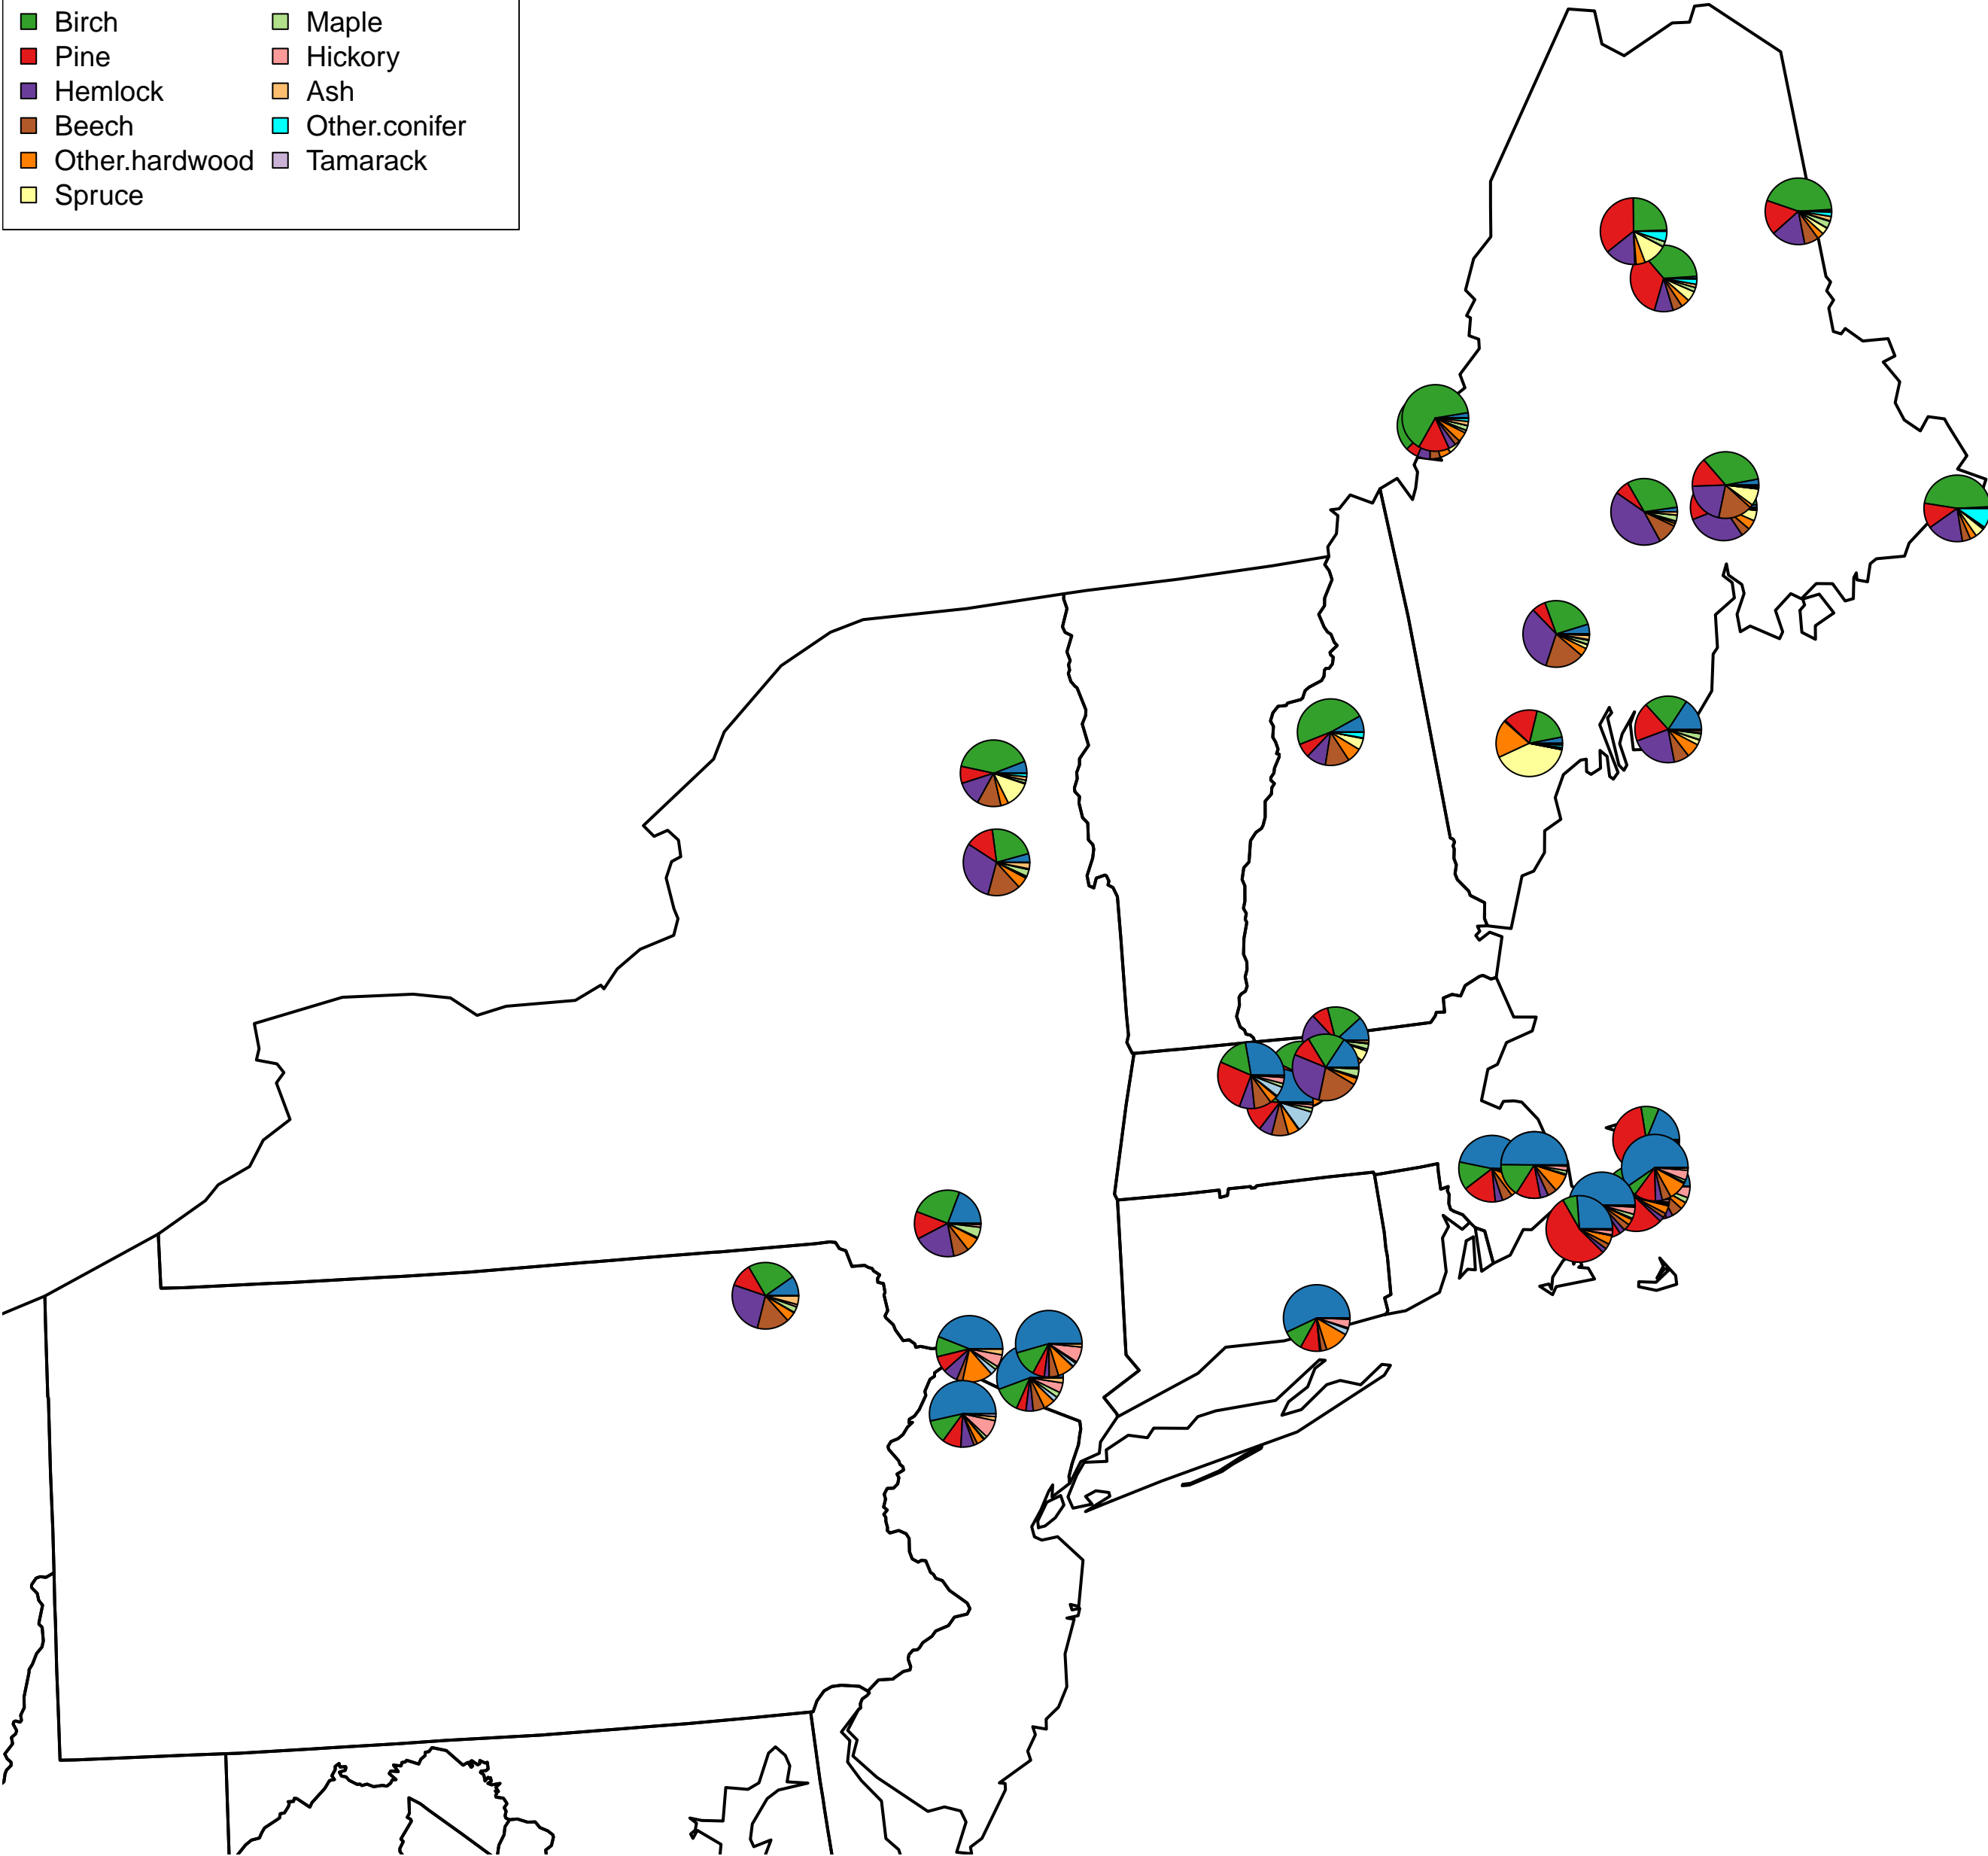 Birch
Pine
Hemlock
Beech
Other.hardwood
Spruce
Maple
Hickory
Ash
Other.conifer
Tamarack